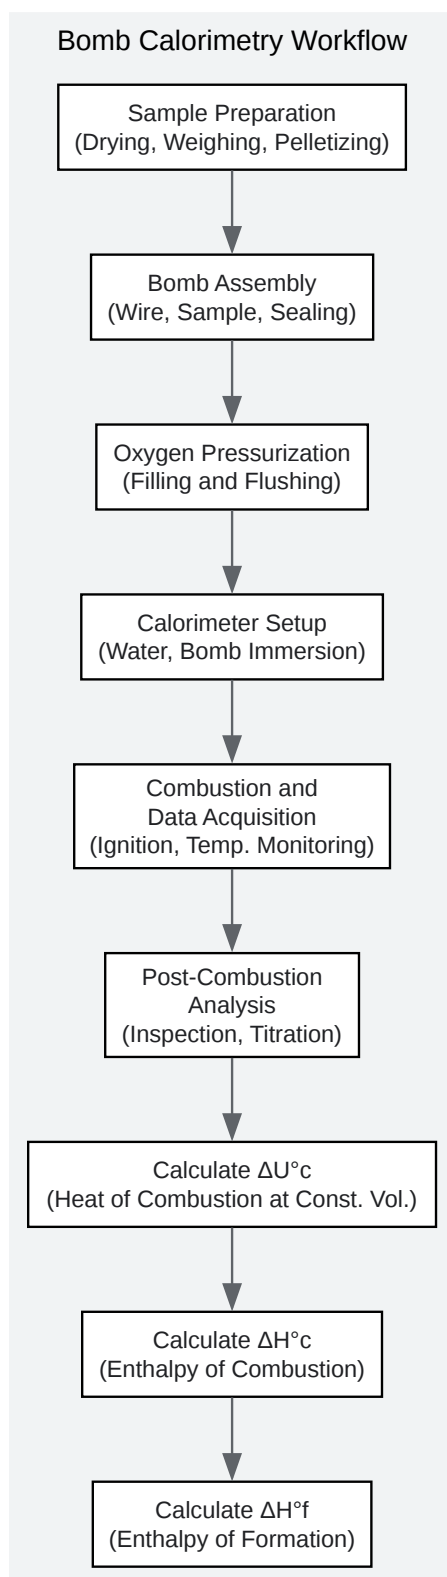 Bomb Calorimetry Workflow
Sample Preparation
(Drying, Weighing, Pelletizing)
Bomb Assembly
(Wire, Sample, Sealing)
Oxygen Pressurization
(Filling and Flushing)
Calorimeter Setup
(Water, Bomb Immersion)
Combustion and
Data Acquisition
(Ignition, Temp. Monitoring)
Post-Combustion
Analysis
(Inspection, Titration)
Calculate ΔU°c
(Heat of Combustion at Const. Vol.)
Calculate ΔH°c
(Enthalpy of Combustion)
Calculate ΔH°f
(Enthalpy of Formation)